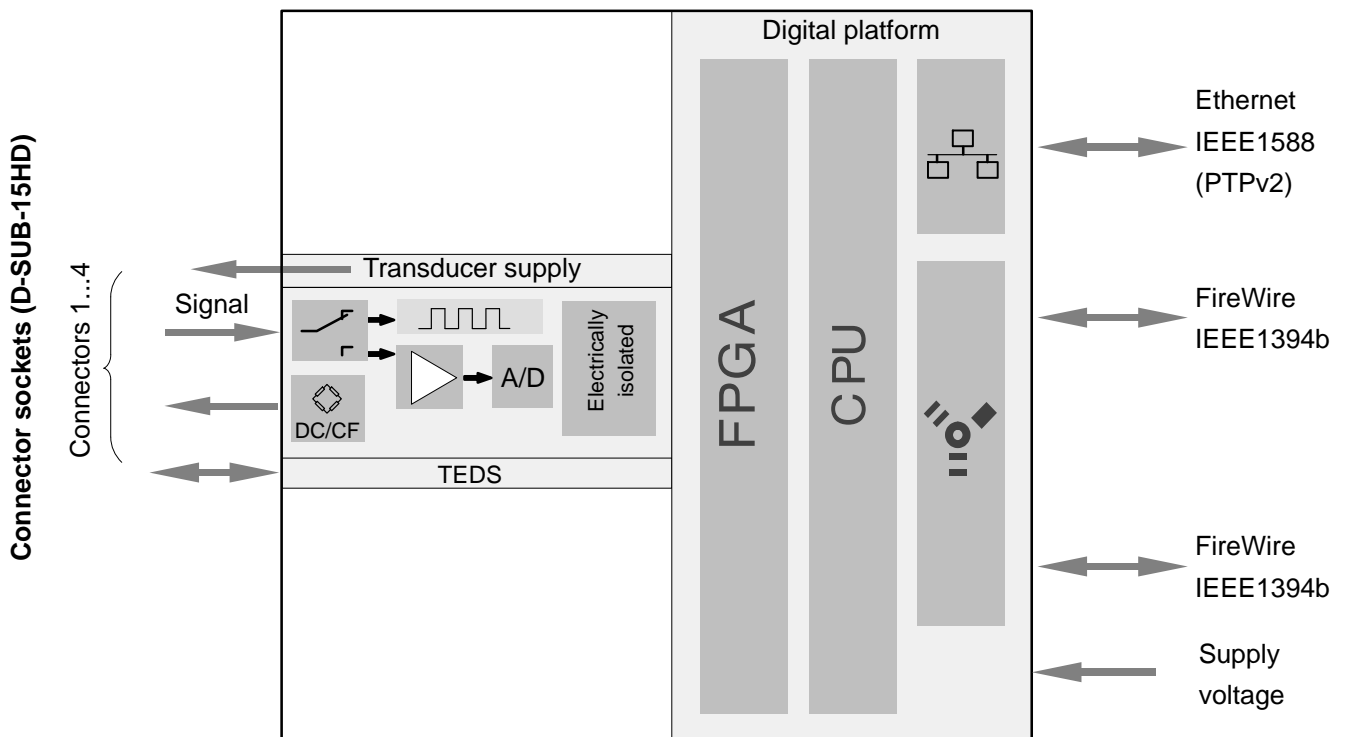 Connector sockets (D-SUB-15HD)
Connectors 1...4
Signal
Transducer supply
DC/CF
A/D
Electrically
isolated
TEDS
Digital platform
FPGA
CPU
Ethernet
IEEE1588
(PTPv2)
FireWire
IEEE1394b
FireWire
IEEE1394b
Supply
voltage